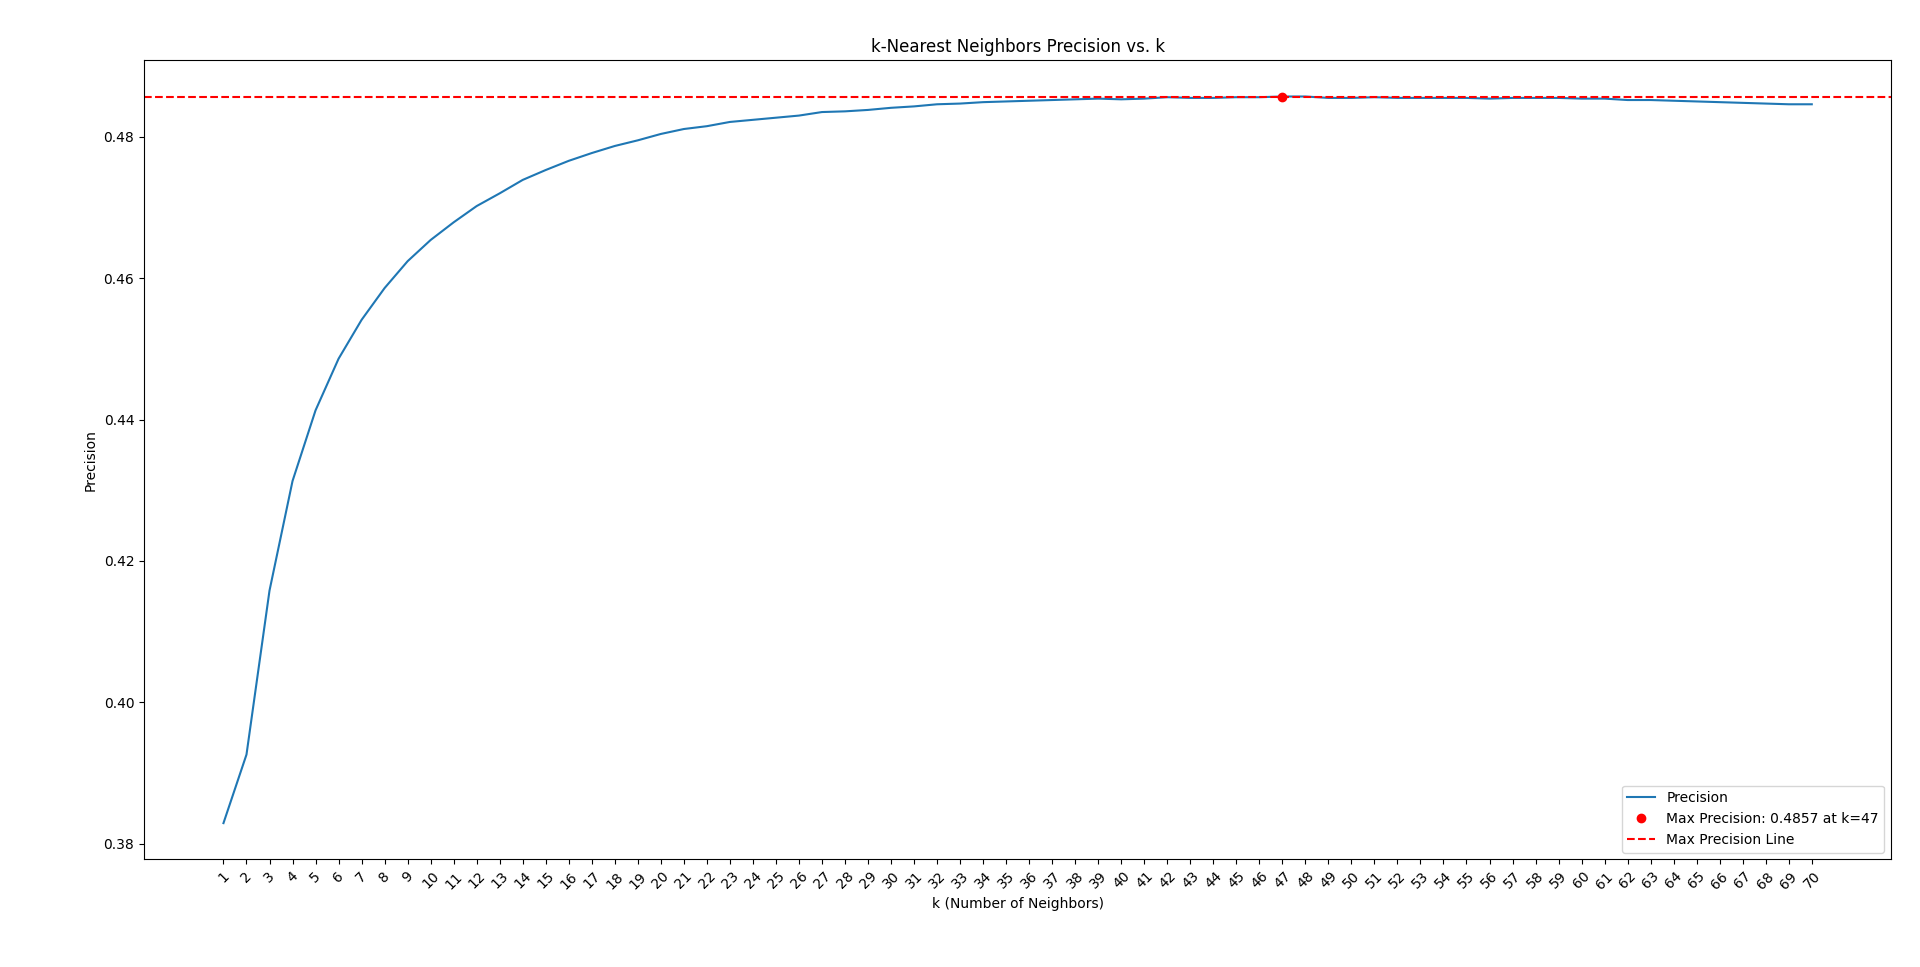 k-Nearest Neighbors Precision vs. k
Precision
0.48
0.46
0.44
0.42
0.40
0.38
1 2 3 4 5 6 7 8 9 10 11 12 13 14 15 16 17 18 19 20 21 22 23 24 25 26 27 28 29 30 31 32 33 34 35 36 37 38 39 40 41 42 43 44 45 46 47 48 49 50 51 52 53 54 55 56 57 58 59 60 61 62 63 64 65 66 67 68 69 70
k (Number of Neighbors)
Precision
Max Precision: 0.4857 at k=47
Max Precision Line